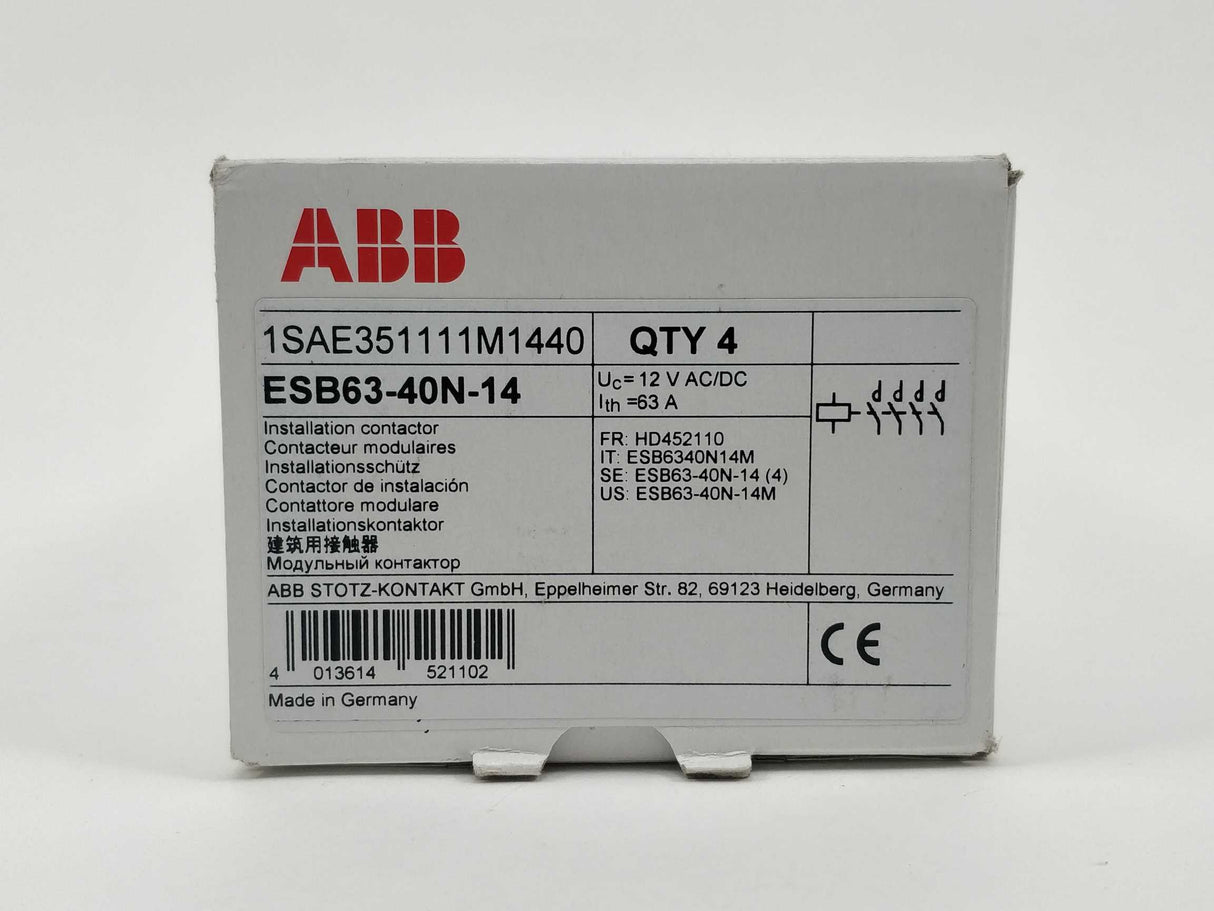 ABB
1SAE351111M1440
QTY 4
ESB63-40N-14
Uc= 12 V AC/DC
Ith =63 A
Installation contactor
Contacteur modulaires
Installationsschütz
Contactor de instalación
Contattore modulare
Installationskontaktor
建筑用接触器
Модульный контактор
FR: HD452110
IT: ESB6340N14M
SE: ESB63-40N-14 (4)
US: ESB63-40N-14M
ABB STOTZ-KONTAKT GmbH, Eppelheimer Str. 82, 69123 Heidelberg, Germany
4 013614 521102
CE
Made in Germany